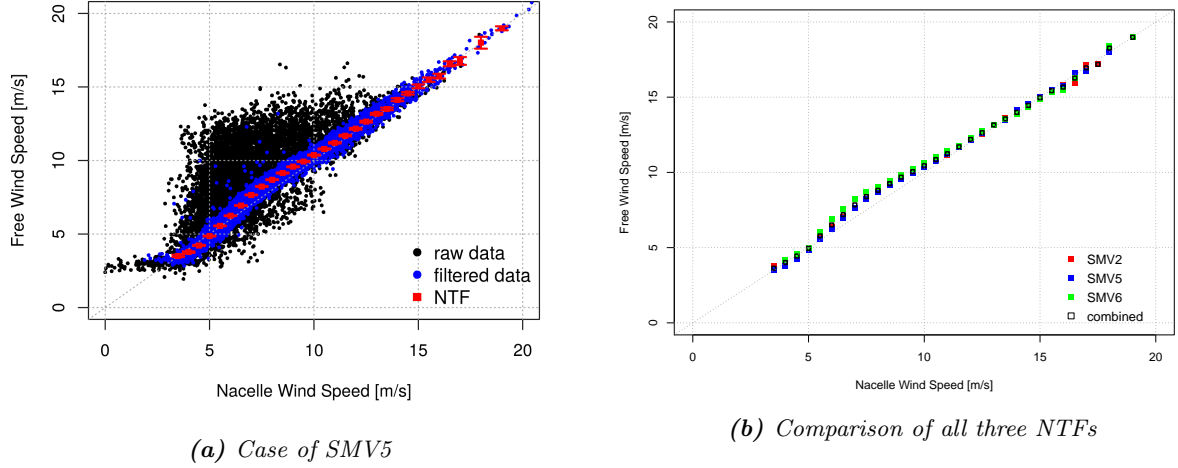 Free Wind Speed [m/s]
20
15
10
5
0
raw data
filtered data
NTF
0 5 10 15 20
Nacelle Wind Speed [m/s]
(a) Case of SMV5
Free Wind Speed [m/s]
20
15
10
5
0
SMV2
SMV5
SMV6
combined
0 5 10 15 20
Nacelle Wind Speed [m/s]
(b) Comparison of all three NTFs